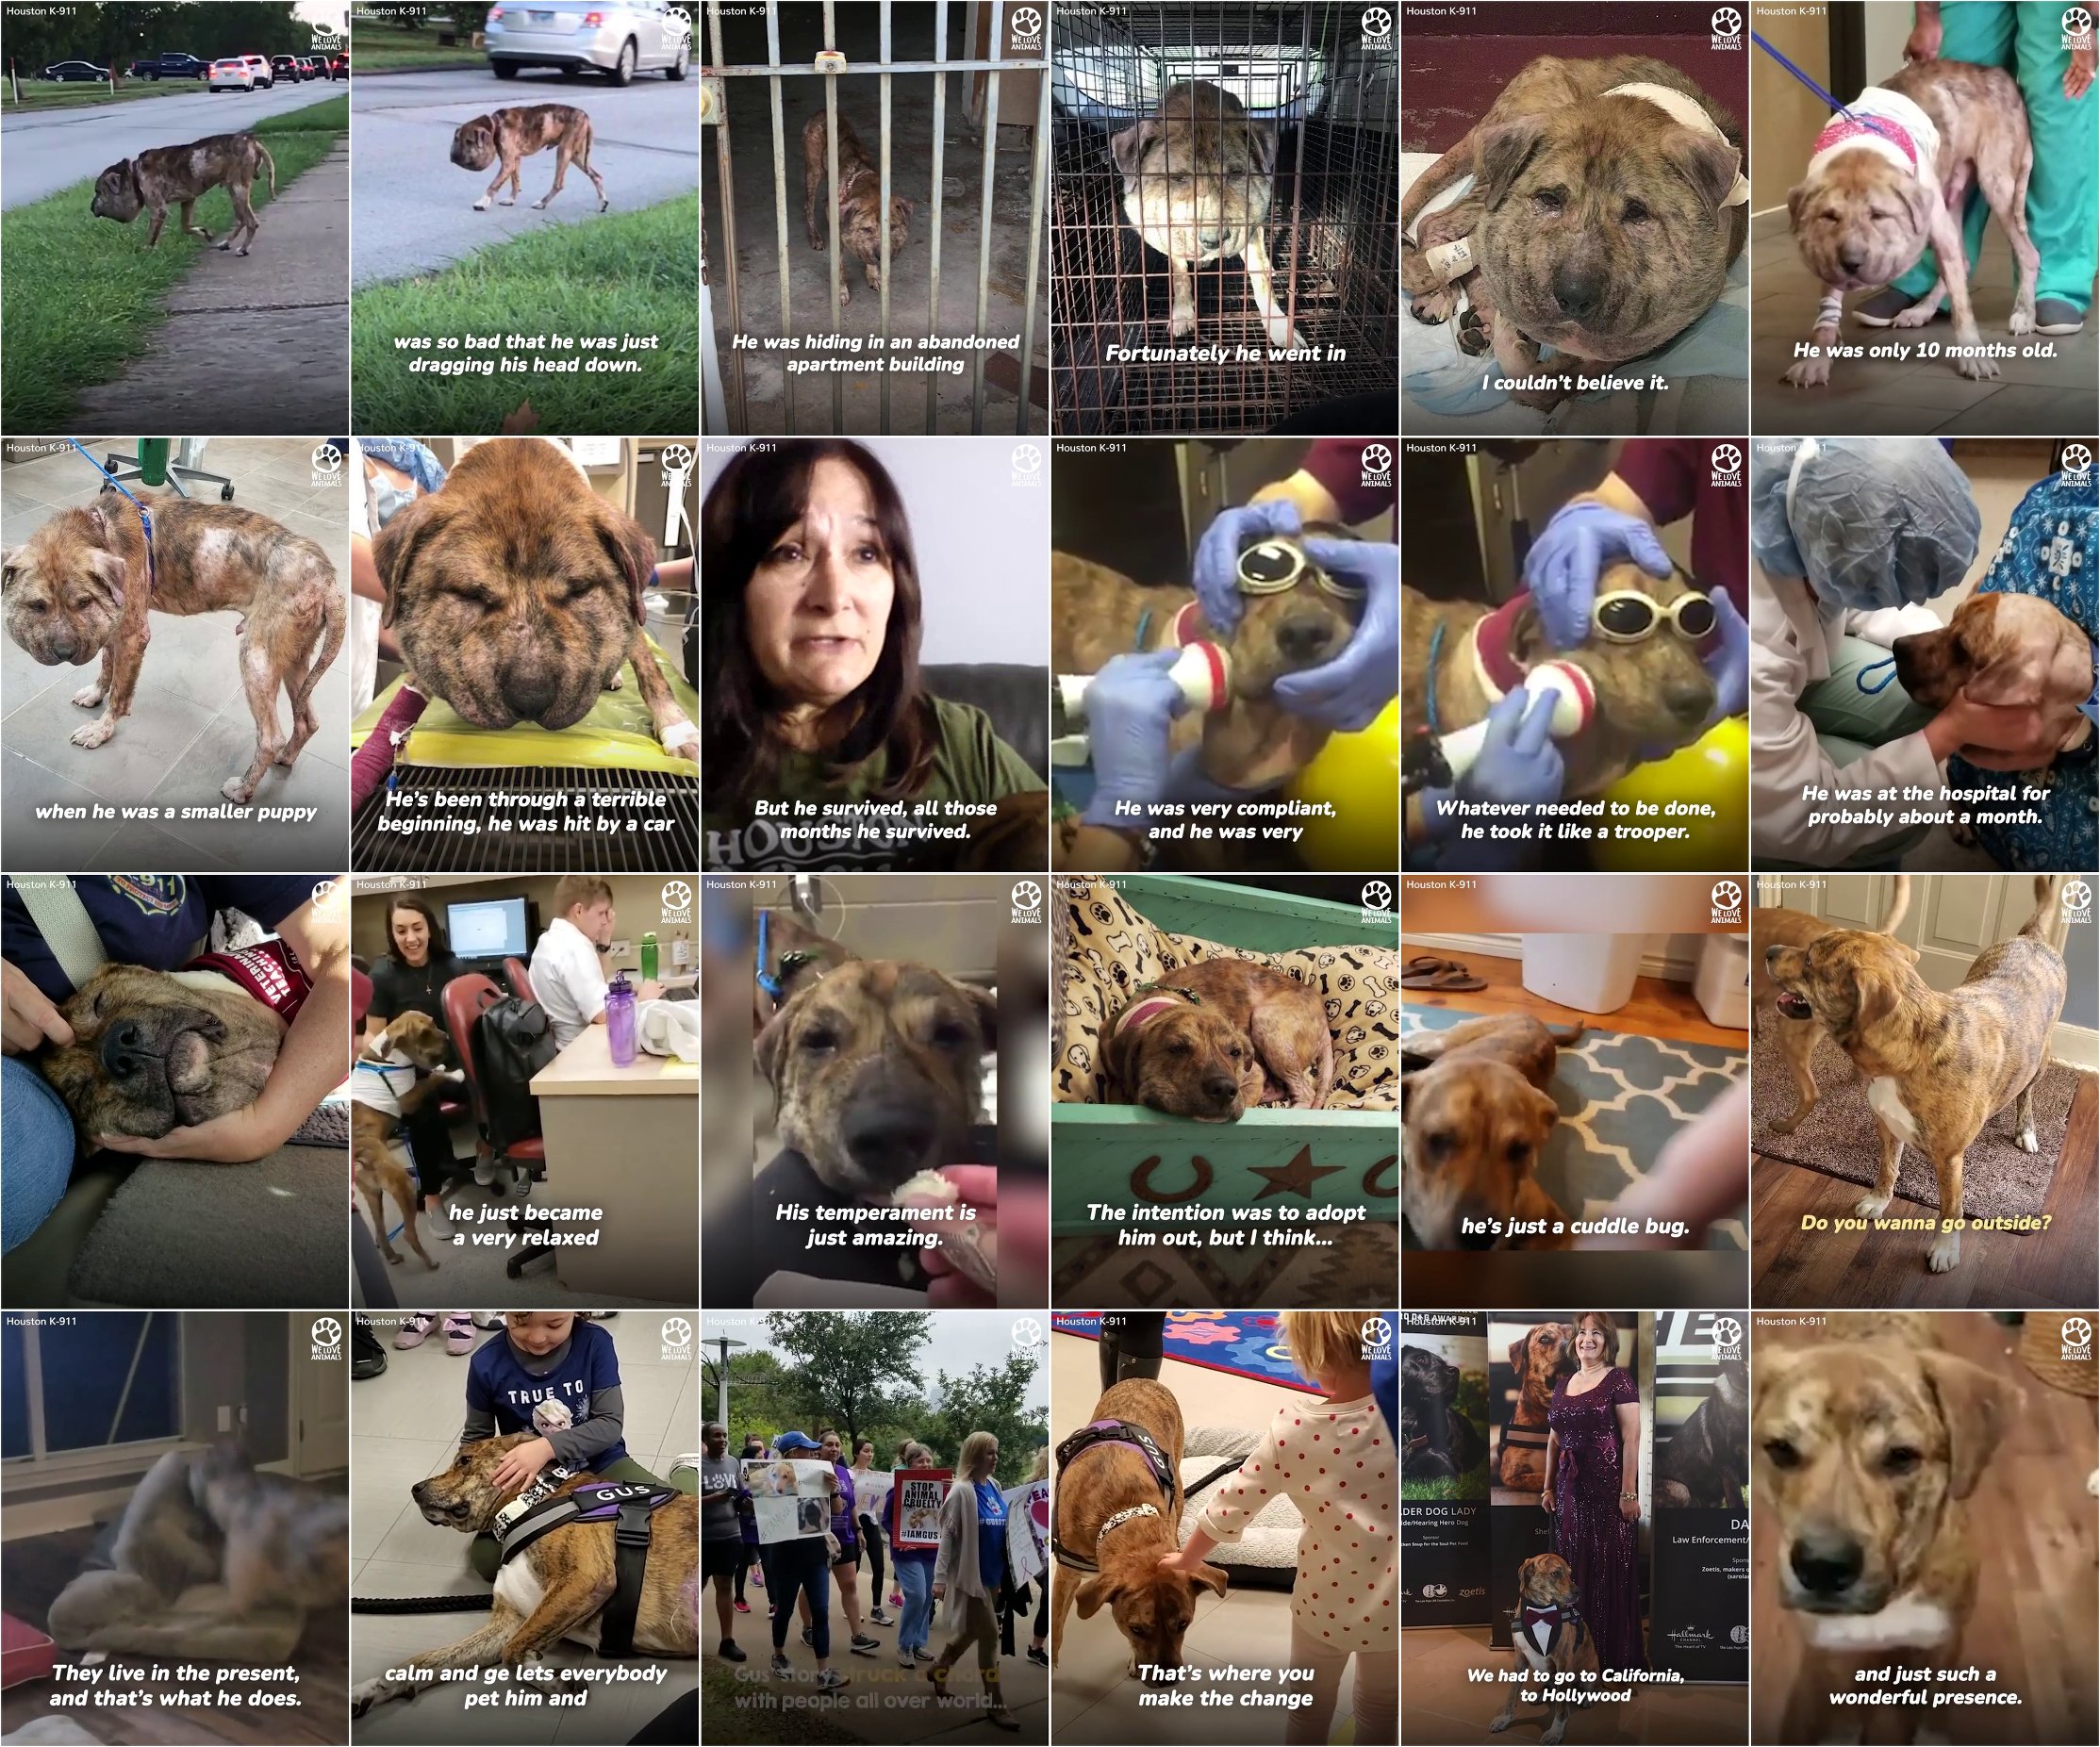 Houston K-911
WE LOVE
ANIMALS
Houston K-911
WE LOVE
ANIMALS
was so bad that he was just
dragging his head down.
Houston K-911
WE LOVE
ANIMALS
He was hiding in an abandoned
apartment building
Houston K-911
WE LOVE
ANIMALS
Fortunately he went in
Houston K-911
WE LOVE
ANIMALS
I couldn't believe it.
Houston K-911
WE LOVE
ANIMALS
He was only 10 months old.
Houston K-911
WE LOVE
ANIMALS
when he was a smaller puppy
Houston K-911
WE LOVE
ANIMALS
He's been through a terrible
beginning, he was hit by a car
Houston K-911
WE LOVE
ANIMALS
But he survived, all those
months he survived.
HOUSTON
Houston K-911
WE LOVE
ANIMALS
He was very compliant,
and he was very
Houston K-911
WE LOVE
ANIMALS
Whatever needed to be done,
he took it like a trooper.
Houston K-911
WE LOVE
ANIMALS
He was at the hospital for
probably about a month.
Houston K-911
WE LOVE
ANIMALS
VETERINARY
TEACHING
Houston K-911
WE LOVE
ANIMALS
he just became
a very relaxed
Houston K-911
WE LOVE
ANIMALS
His temperament is
just amazing.
Houston K-911
WE LOVE
ANIMALS
The intention was to adopt
him out, but I think...
Houston K-911
WE LOVE
ANIMALS
he's just a cuddle bug.
Houston K-911
WE LOVE
ANIMALS
Do you wanna go outside?
Houston K-911
WE LOVE
ANIMALS
They live in the present,
and that's what he does.
Houston K-911
WE LOVE
ANIMALS
TRUE TO
GUS
calm and ge lets everybody
pet him and
Houston K-911
WE LOVE
ANIMALS
STOP
ANIMAL
CRUELTY
#IAMGUS
Gus' story struck a chord
with people all over world...
Houston K-911
WE LOVE
ANIMALS
GUS
That's where you
make the change
Houston K-911
WE LOVE
ANIMALS
DER DOG LADY
ide/Hearing Hero Dog
Sponsor
DA
Law Enforcement/
Zoetis, makers o
zoetis
Hallmark
CHANNEL
We had to go to California,
to Hollywood
Houston K-911
WE LOVE
ANIMALS
and just such a
wonderful presence.